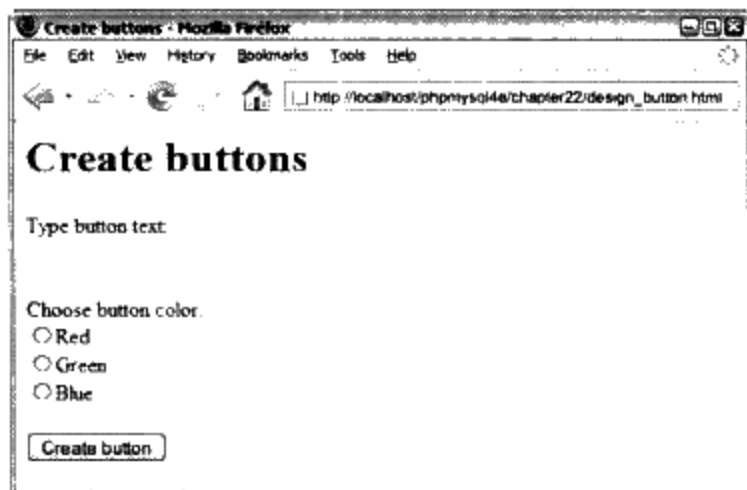 Create buttons - Mozilla Firefox
File Edit View History Bookmarks Tools Help
http://localhost/phpmysql4e/chapter22/design_button.html
Create buttons
Type button text:
Choose button color.
Red
Green
Blue
Create button